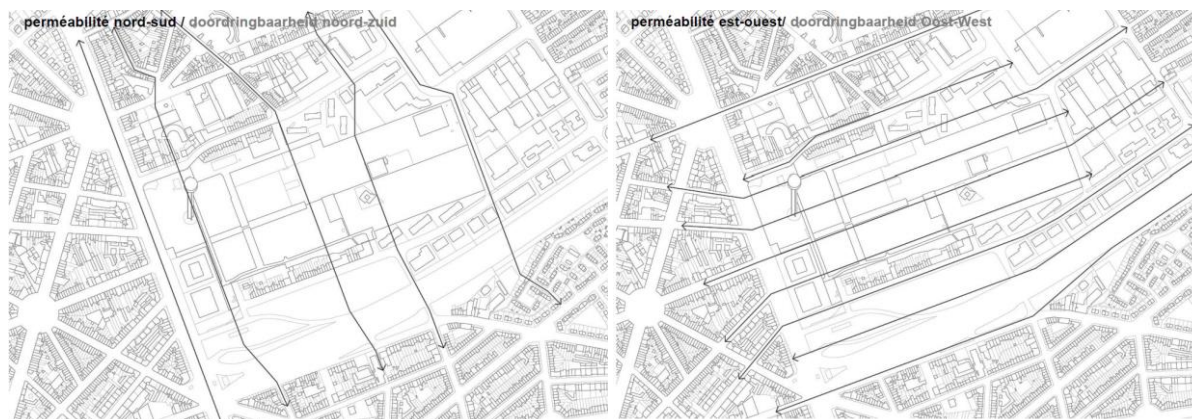 perméabilité nord-sud / doordringbaarheid noord-zuid
perméabilité est-ouest/ doordringbaarheid Oost-West